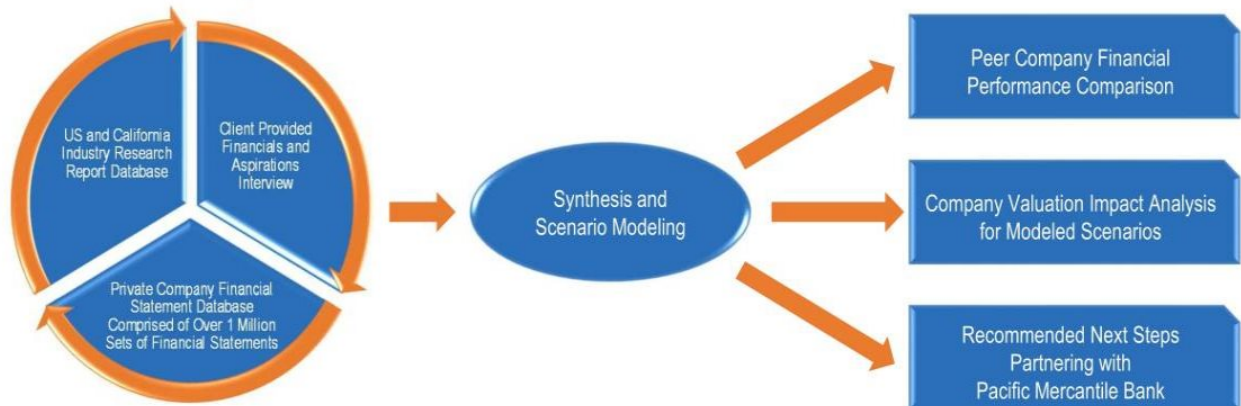 US and California
Industry Research
Report Database
Client Provided
Financials and
Aspirations
Interview
Private Company Financial
Statement Database
Comprised of Over 1 Million
Sets of Financial Statements
Synthesis and
Scenario Modeling
Peer Company Financial
Performance Comparison
Company Valuation Impact Analysis
for Modeled Scenarios
Recommended Next Steps
Partnering with
Pacific Mercantile Bank